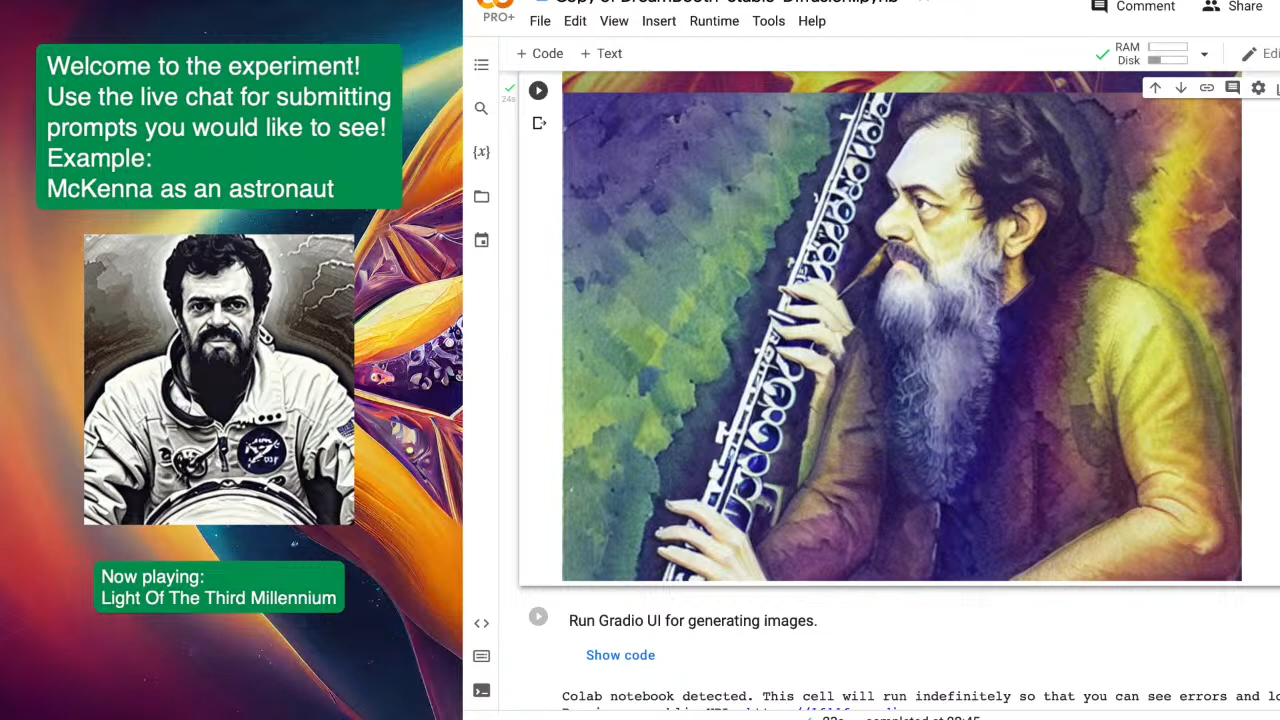 Welcome to the experiment!
Use the live chat for submitting
prompts you would like to see!
Example:
McKenna as an astronaut
Now playing:
Light Of The Third Millennium
PRO+
File Edit View Insert Runtime Tools Help
Comment Share
+ Code + Text
RAM
Disk
24s
{x}
Run Gradio UI for generating images.
Show code
Colab notebook detected. This cell will run indefinitely so that you can see errors and